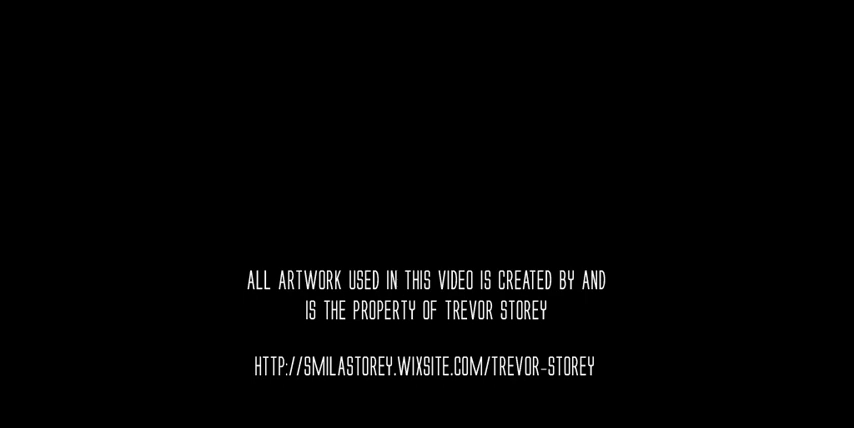 ALL ARTWORK USED IN THIS VIDEO IS CREATED BY AND
IS THE PROPERTY OF TREVOR STOREY
HTTP://SMILASTOREY.WIXSITE.COM/TREVOR-STOREY